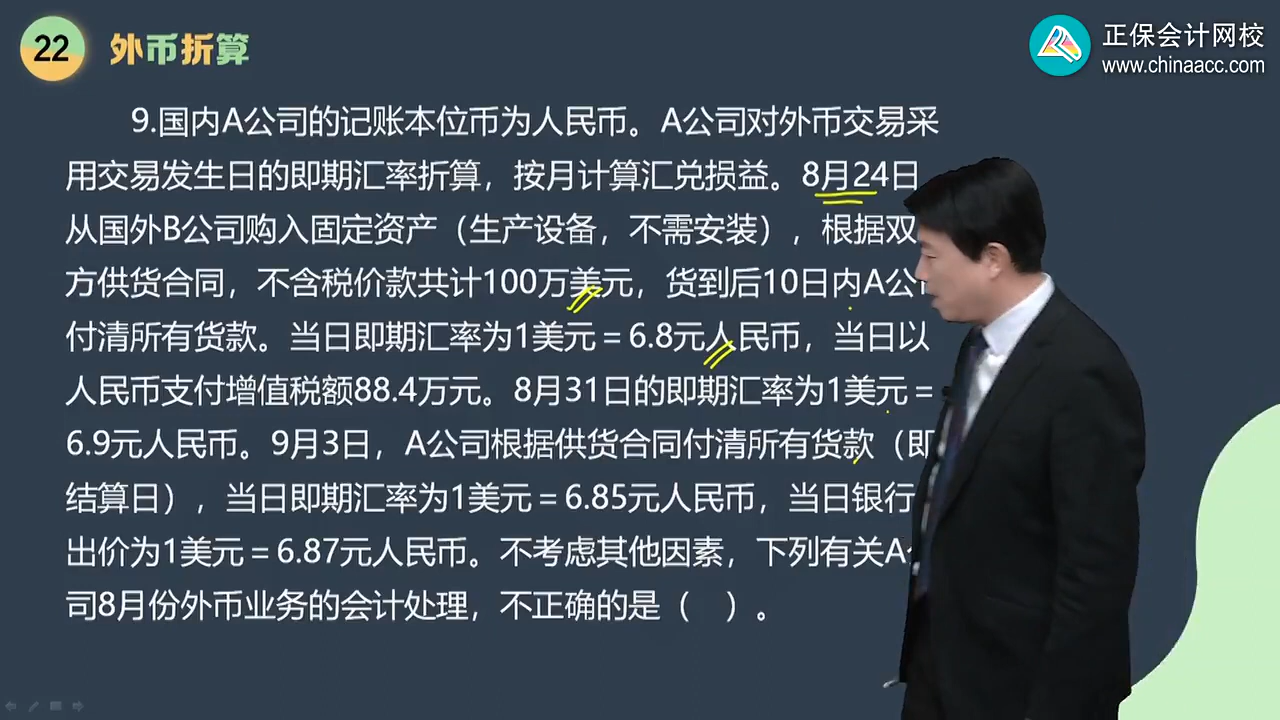 22 外币折算
正保会计网校
www.chinaacc.com
9.国内A公司的记账本位币为人民币。A公司对外币交易采
用交易发生日的即期汇率折算，按月计算汇兑损益。8月24日
从国外B公司购入固定资产（生产设备，不需安装），根据双
方供货合同，不含税价款共计100万美元，货到后10日内A公
付清所有货款。当日即期汇率为1美元＝6.8元人民币，当日以
人民币支付增值税额88.4万元。8月31日的即期汇率为1美元＝
6.9元人民币。9月3日，A公司根据供货合同付清所有货款（即
结算日），当日即期汇率为1美元＝6.85元人民币，当日银行
出价为1美元＝6.87元人民币。不考虑其他因素，下列有关A
司8月份外币业务的会计处理，不正确的是（　）。